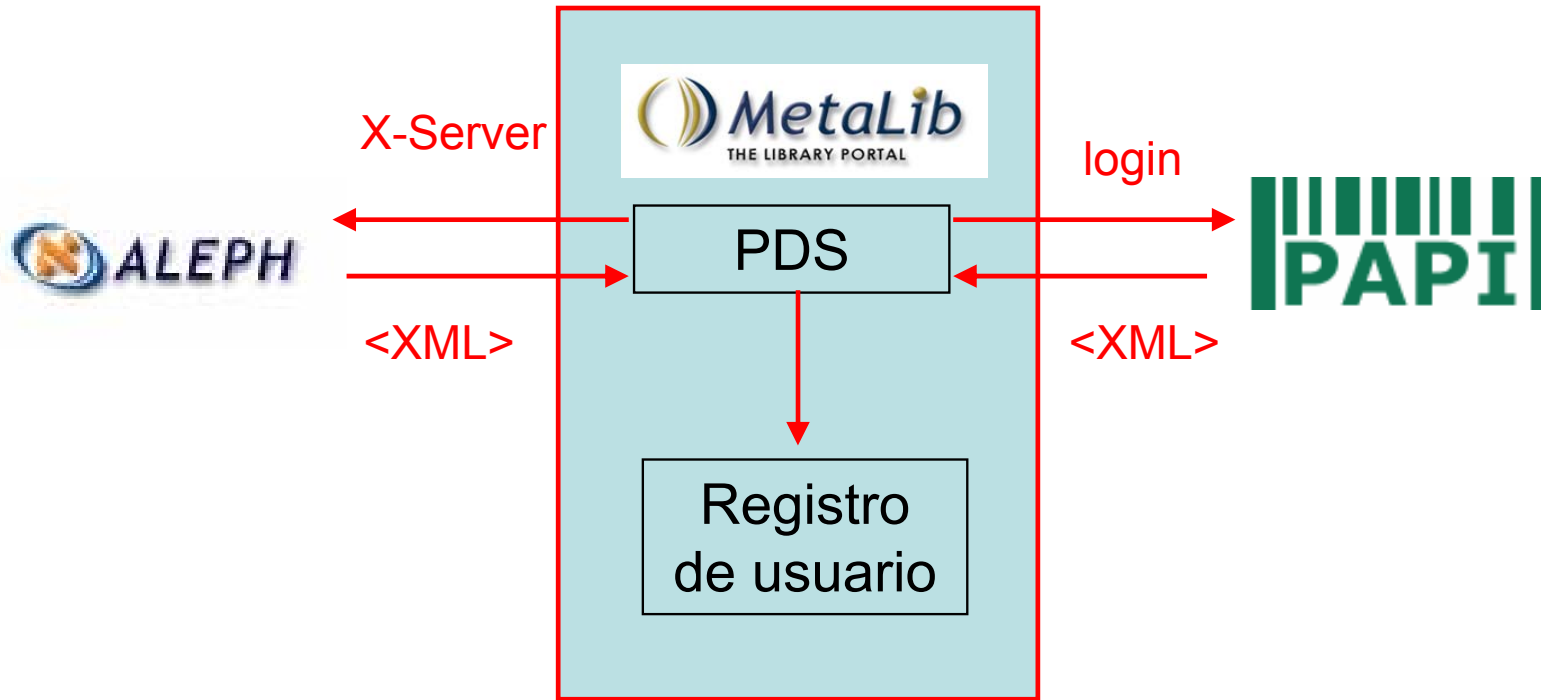 MetaLib
THE LIBRARY PORTAL
X-Server
login
ALEPH
PDS
PAPI
<XML>
<XML>
Registro
de usuario